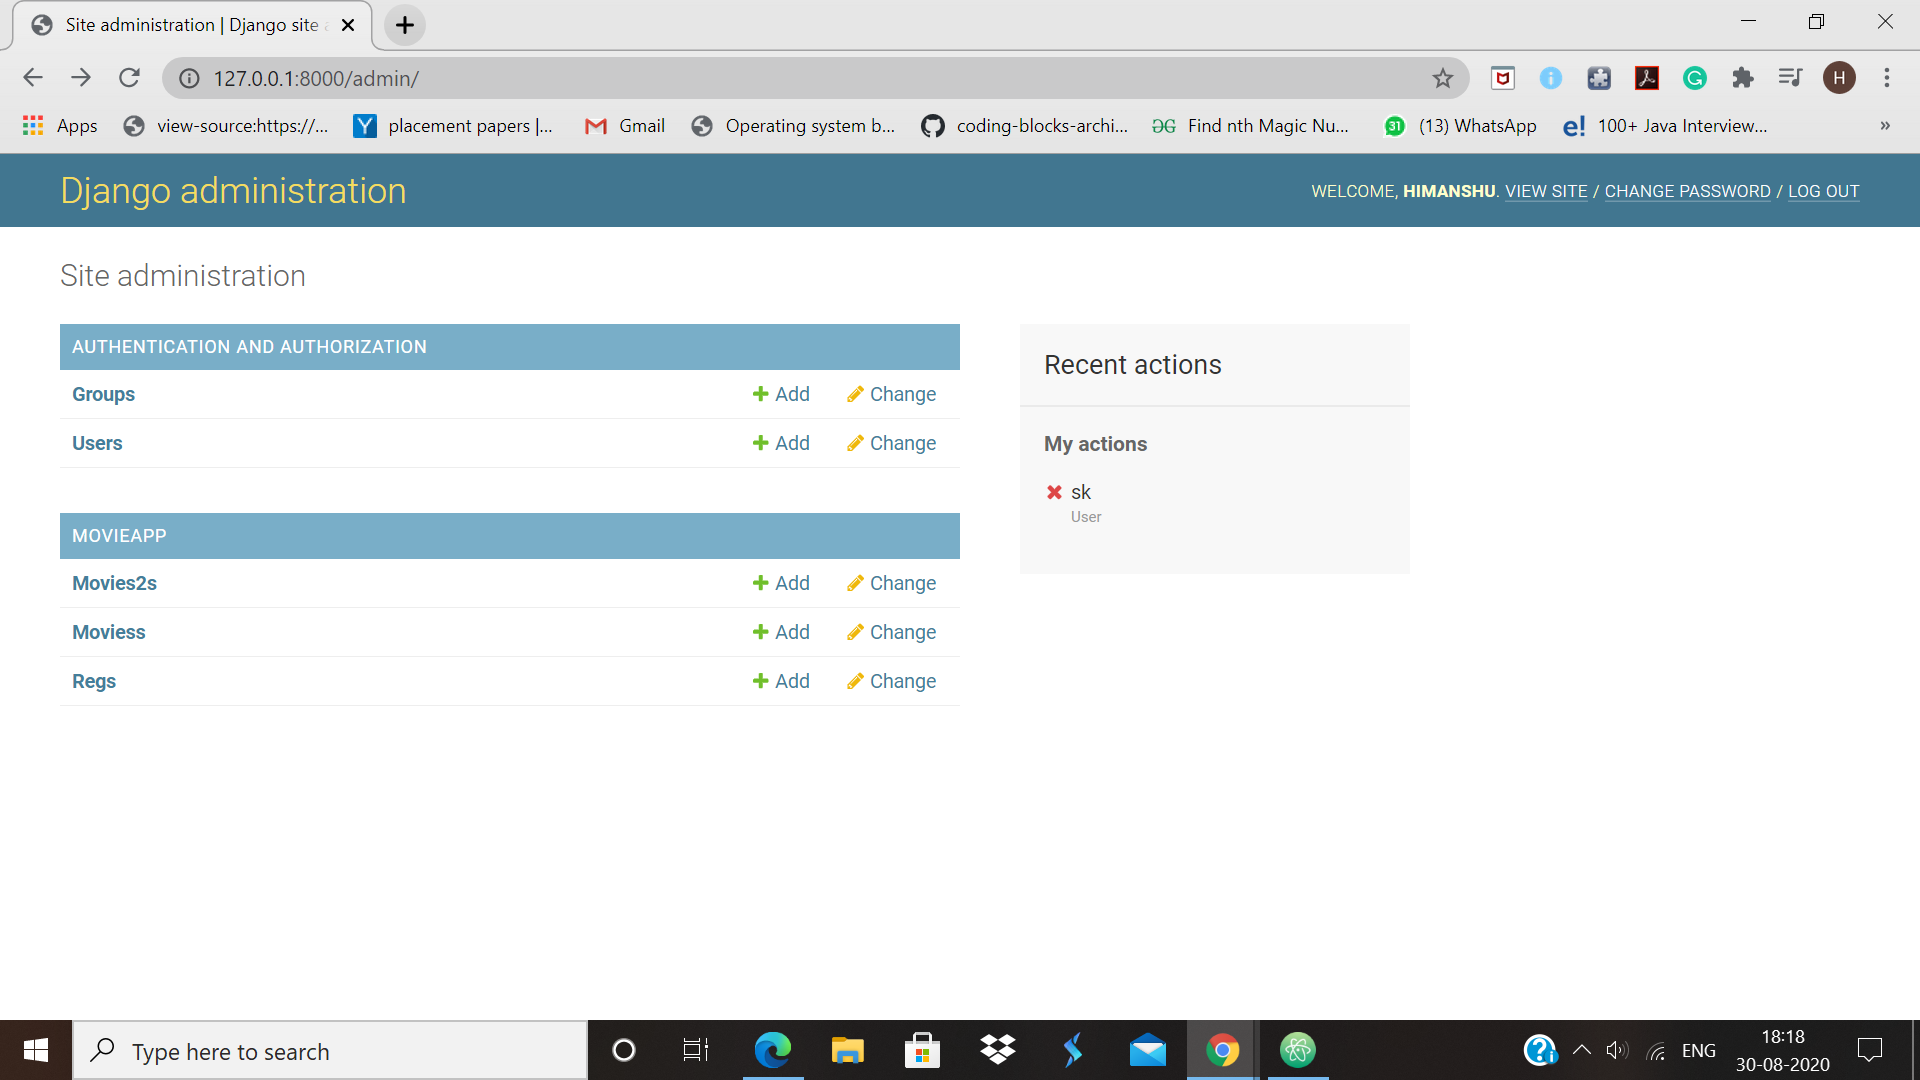 Site administration | Django site
127.0.0.1:8000/admin/
Apps
view-source:https://...
placement papers |...
Gmail
Operating system b...
coding-blocks-archi...
Find nth Magic Nu...
31
(13) WhatsApp
e!
100+ Java Interview...
»
H
Django administration
WELCOME, HIMANSHU. VIEW SITE / CHANGE PASSWORD / LOG OUT
Site administration
AUTHENTICATION AND AUTHORIZATION
Groups Add Change
Users Add Change
MOVIEAPP
Movies2s Add Change
Moviess Add Change
Regs Add Change
Recent actions
My actions
sk
User
Type here to search
ENG
18:18
30-08-2020